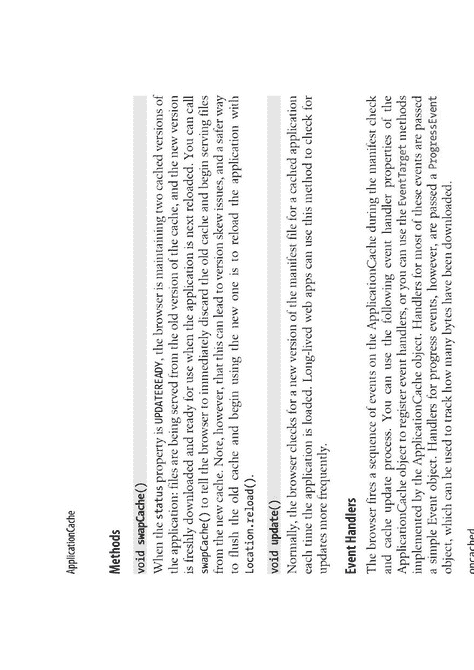 ApplicationCache
Methods
void swapCache()
When the status property is UPDATEREADY, the browser is maintaining two cached versions of
the application: files are being served from the old version of the cache, and the new version
is freshly downloaded and ready for use when the application is next reloaded. You can call
swapCache() to tell the browser to immediately discard the old cache and begin serving files
from the new cache. Note, however, that this can lead to version skew issues, and a safer way
to flush the old cache and begin using the new one is to reload the application with
Location.reload().
void update()
Normally, the browser checks for a new version of the manifest file for a cached application
each time the application is loaded. Long-lived web apps can use this method to check for
updates more frequently.
Event Handlers
The browser fires a sequence of events on the ApplicationCache during the manifest check
and cache update process. You can use the following event handler properties of the
ApplicationCache object to register event handlers, or you can use the EventTarget methods
implemented by the ApplicationCache object. Handlers for most of these events are passed
a simple Event object. Handlers for progress events, however, are passed a ProgressEvent
object, which can be used to track how many bytes have been downloaded.
oncached